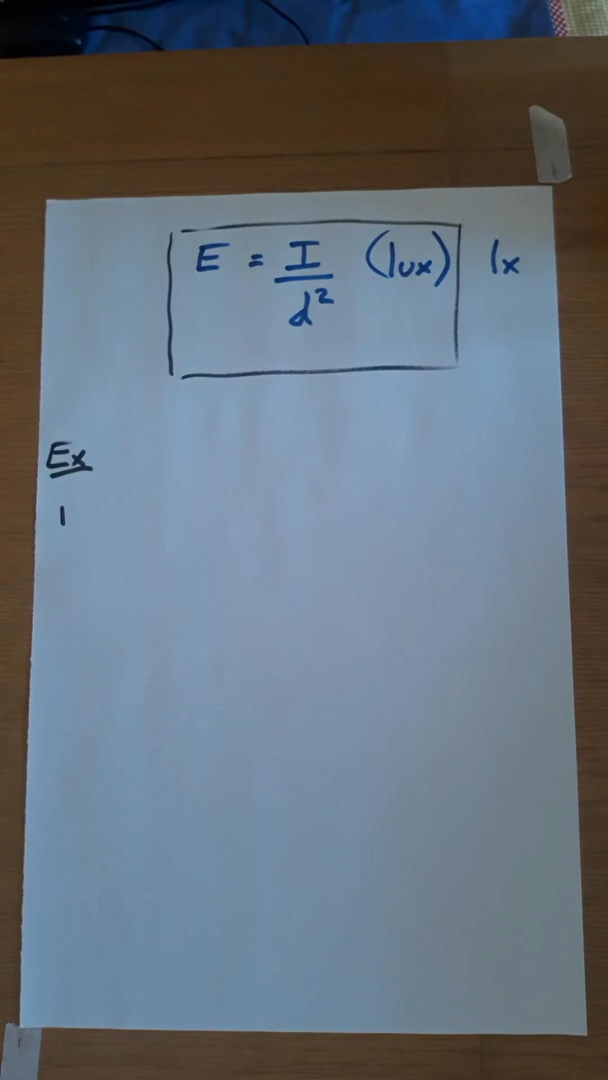 E = I/d² (lux) lx
Ex
1